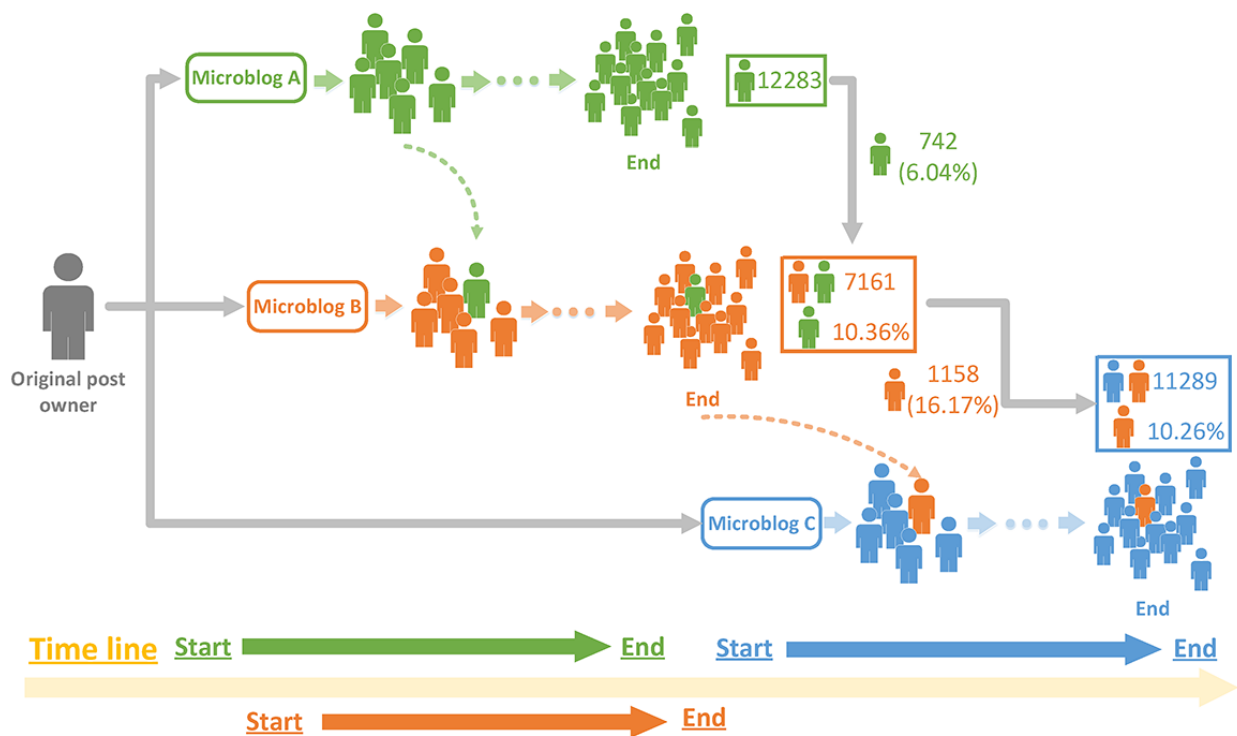 Microblog A
12283
End
742
(6.04%)
Microblog B
7161
10.36%
Original post
owner
End
1158
(16.17%)
11289
10.26%
Microblog C
End
Time line
Start
End
Start
End
Start
End